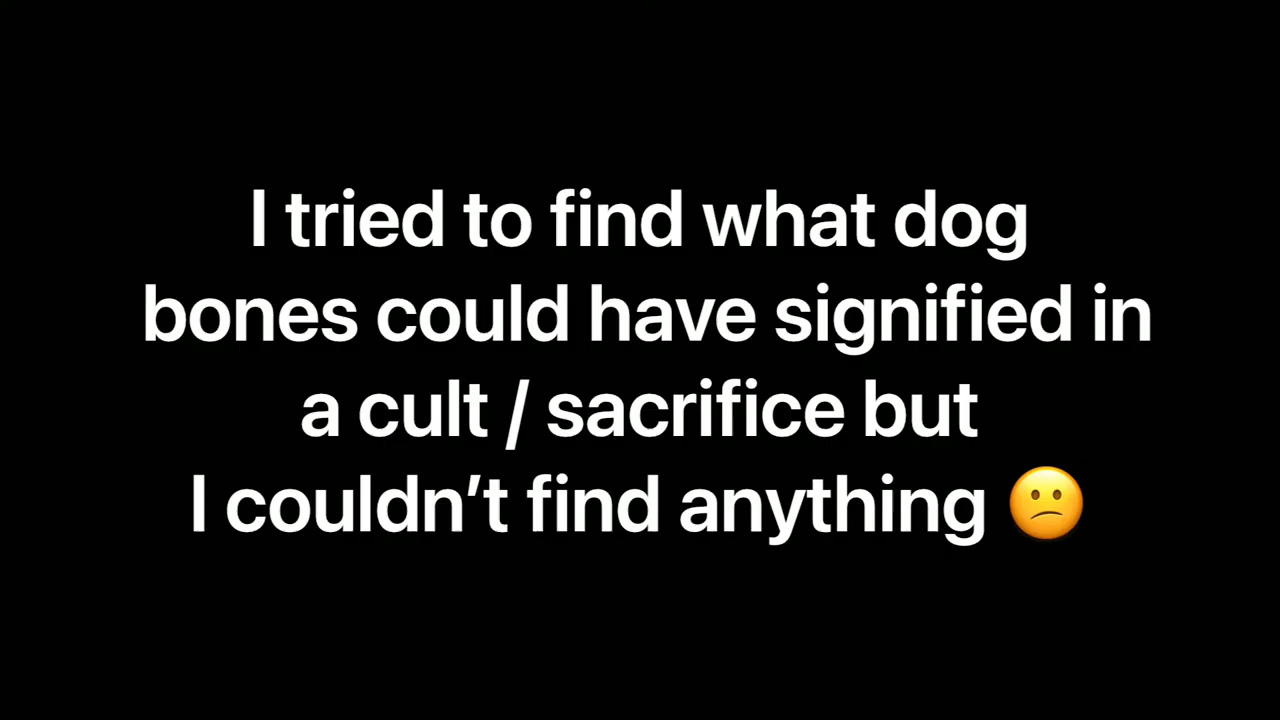 I tried to find what dog
bones could have signified in
a cult / sacrifice but
I couldn’t find anything 😕